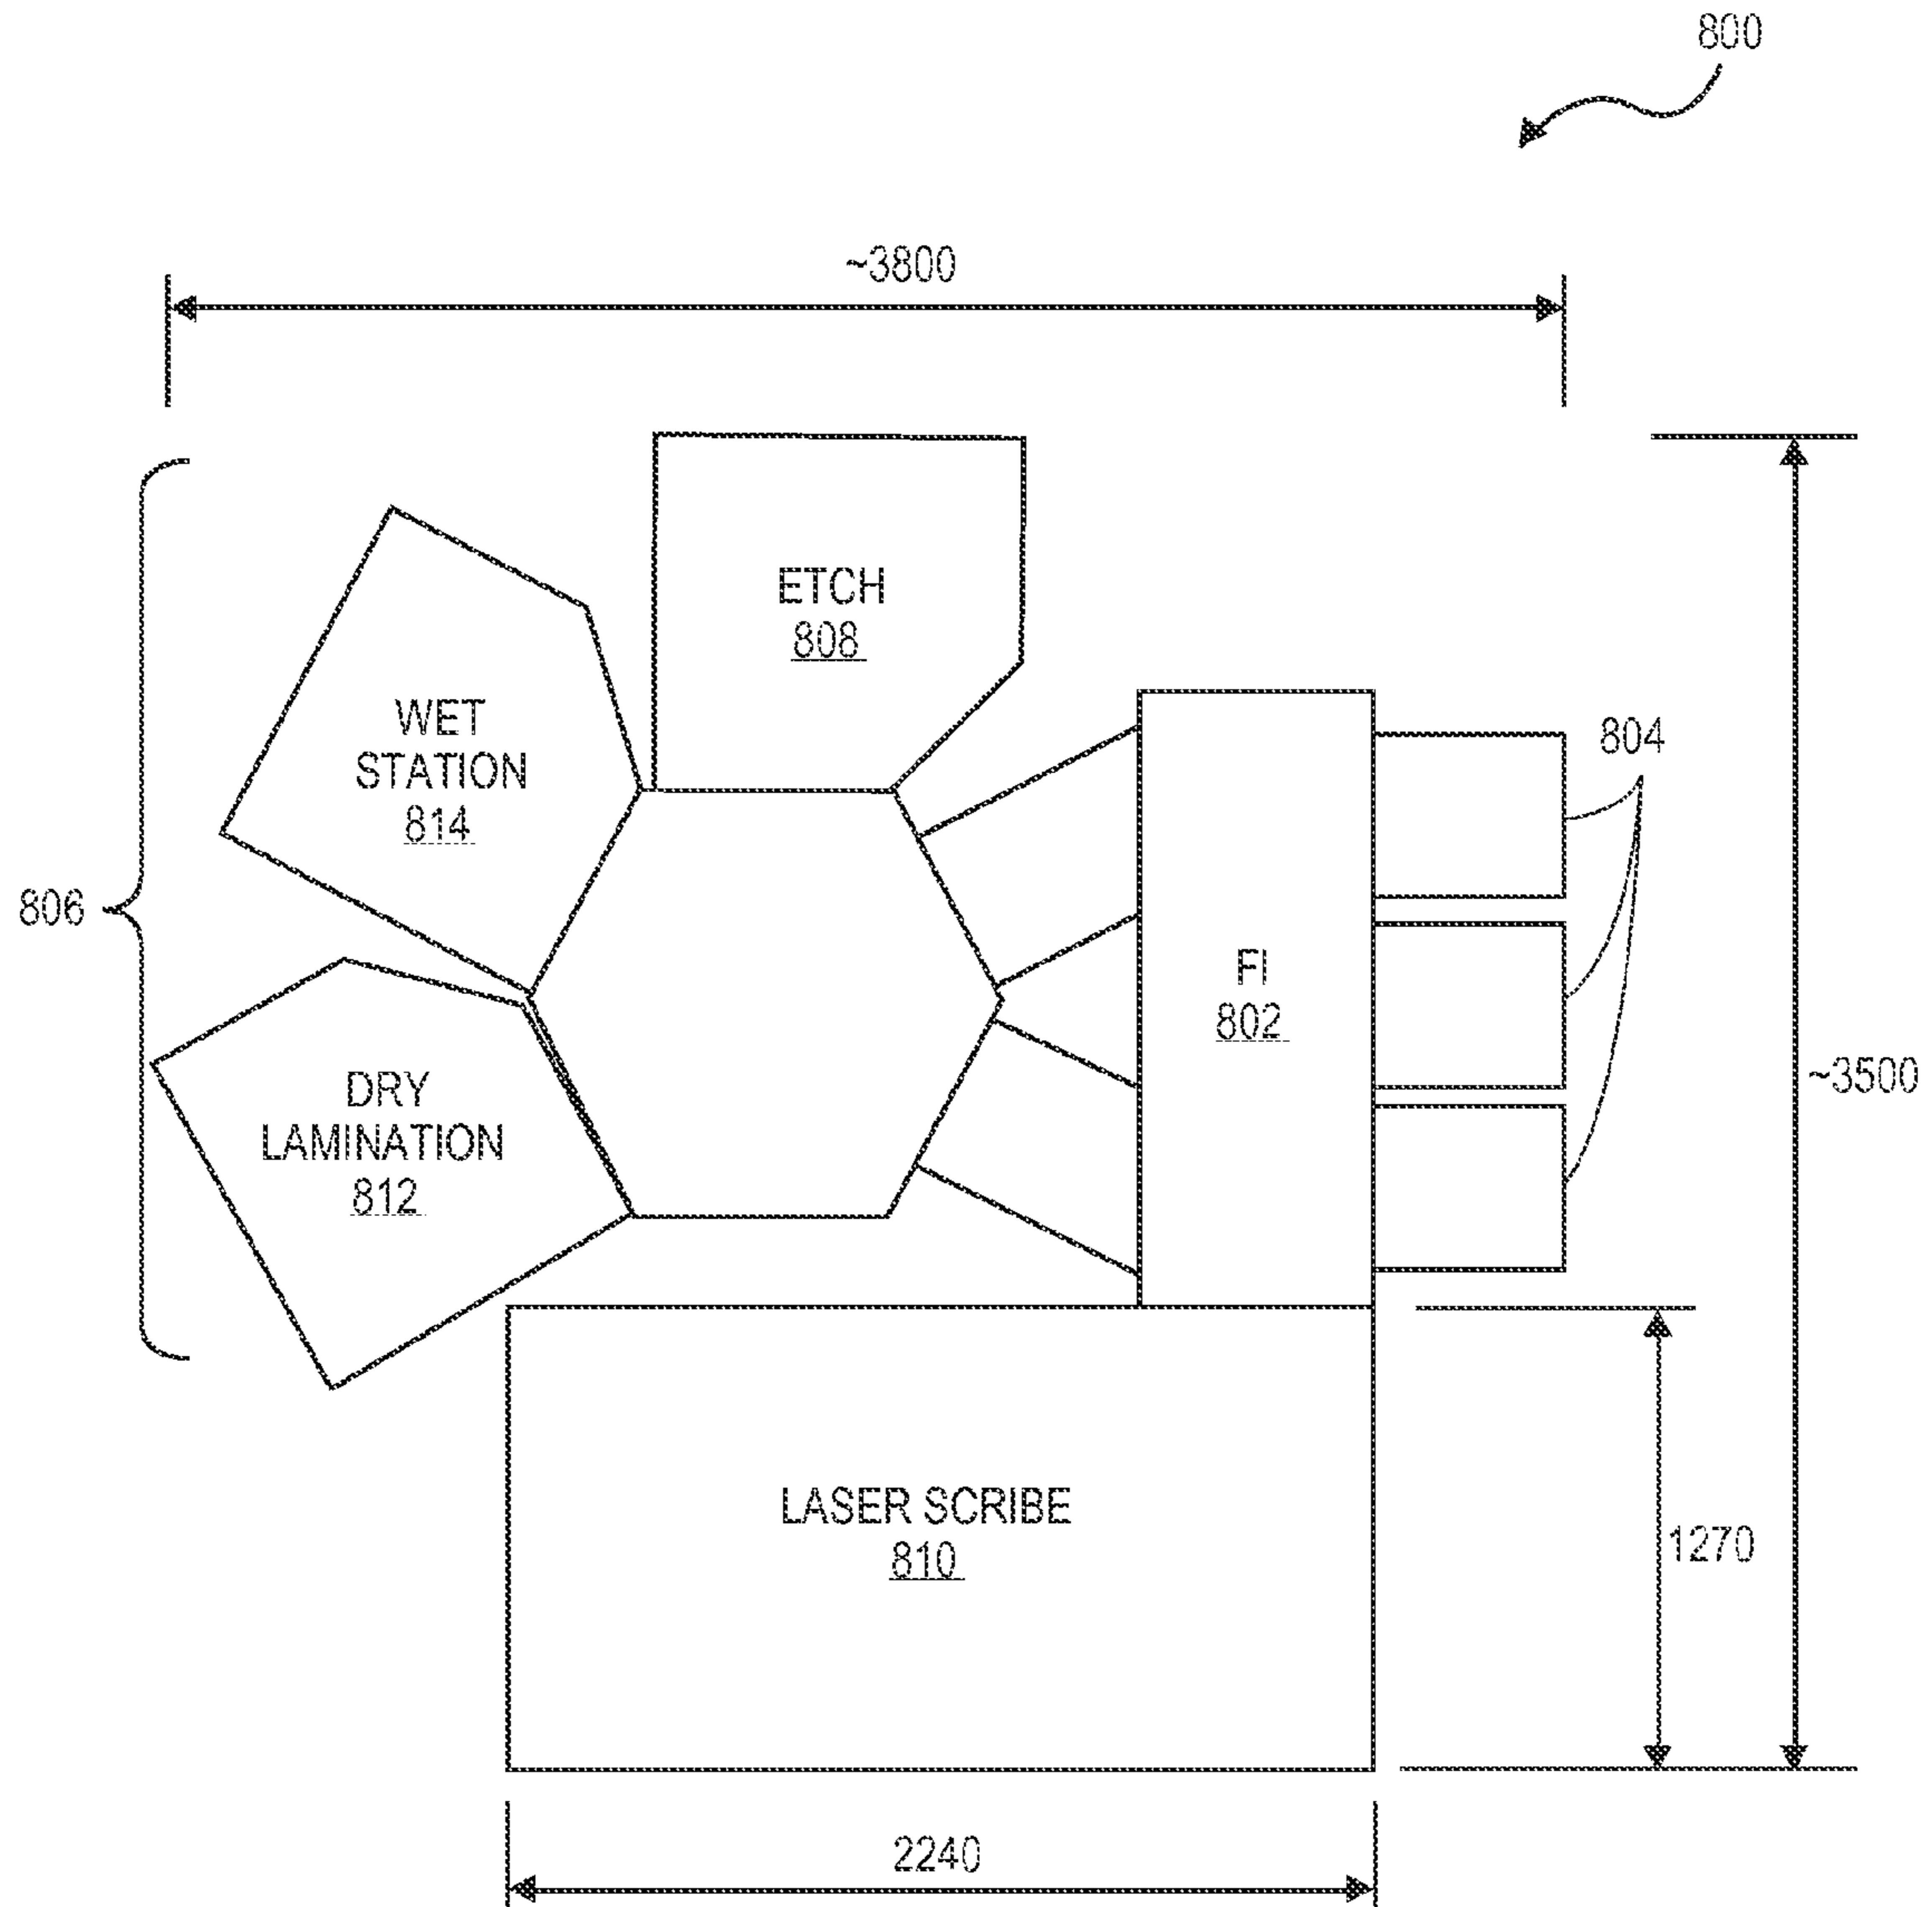 800
~3800
ETCH
808
WET
STATION
814
804
806
FI
802
~3500
DRY
LAMINATION
812
LASER SCRIBE
810
1270
2240